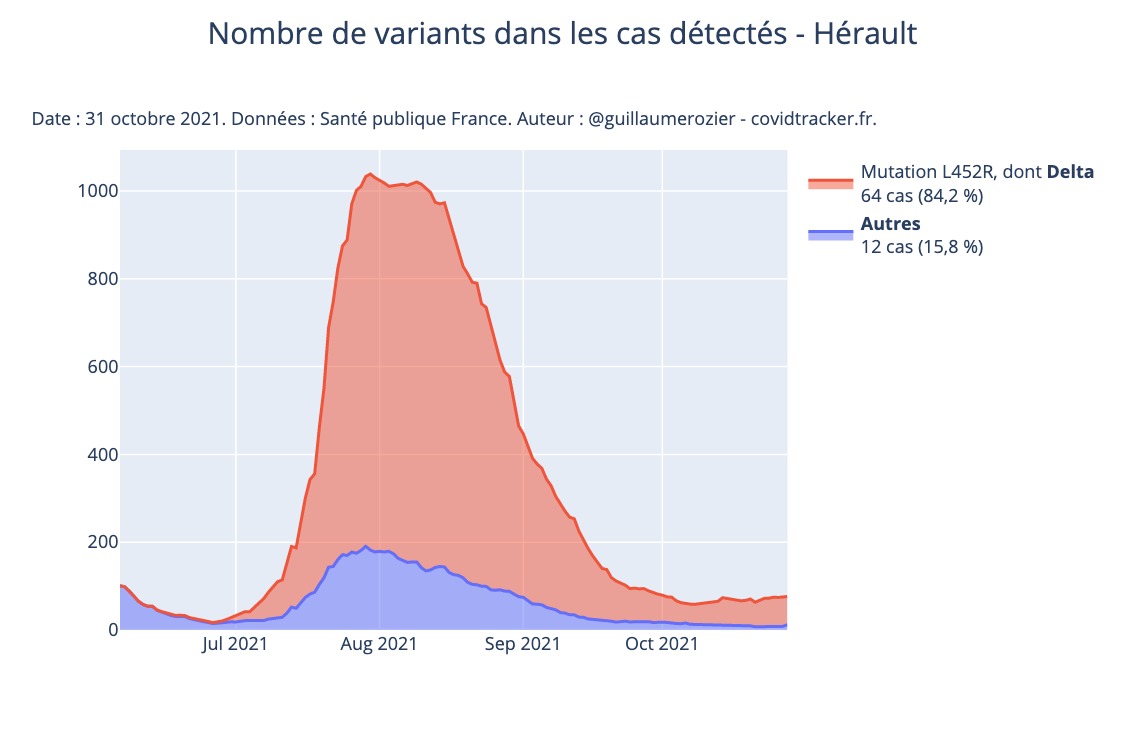 Nombre de variants dans les cas détectés - Hérault
Date : 31 octobre 2021. Données : Santé publique France. Auteur : @guillaumerozier - covidtracker.fr.
Mutation L452R, dont Delta
64 cas (84,2 %)
Autres
12 cas (15,8 %)
1000
800
600
400
200
0
Jul 2021 Aug 2021 Sep 2021 Oct 2021